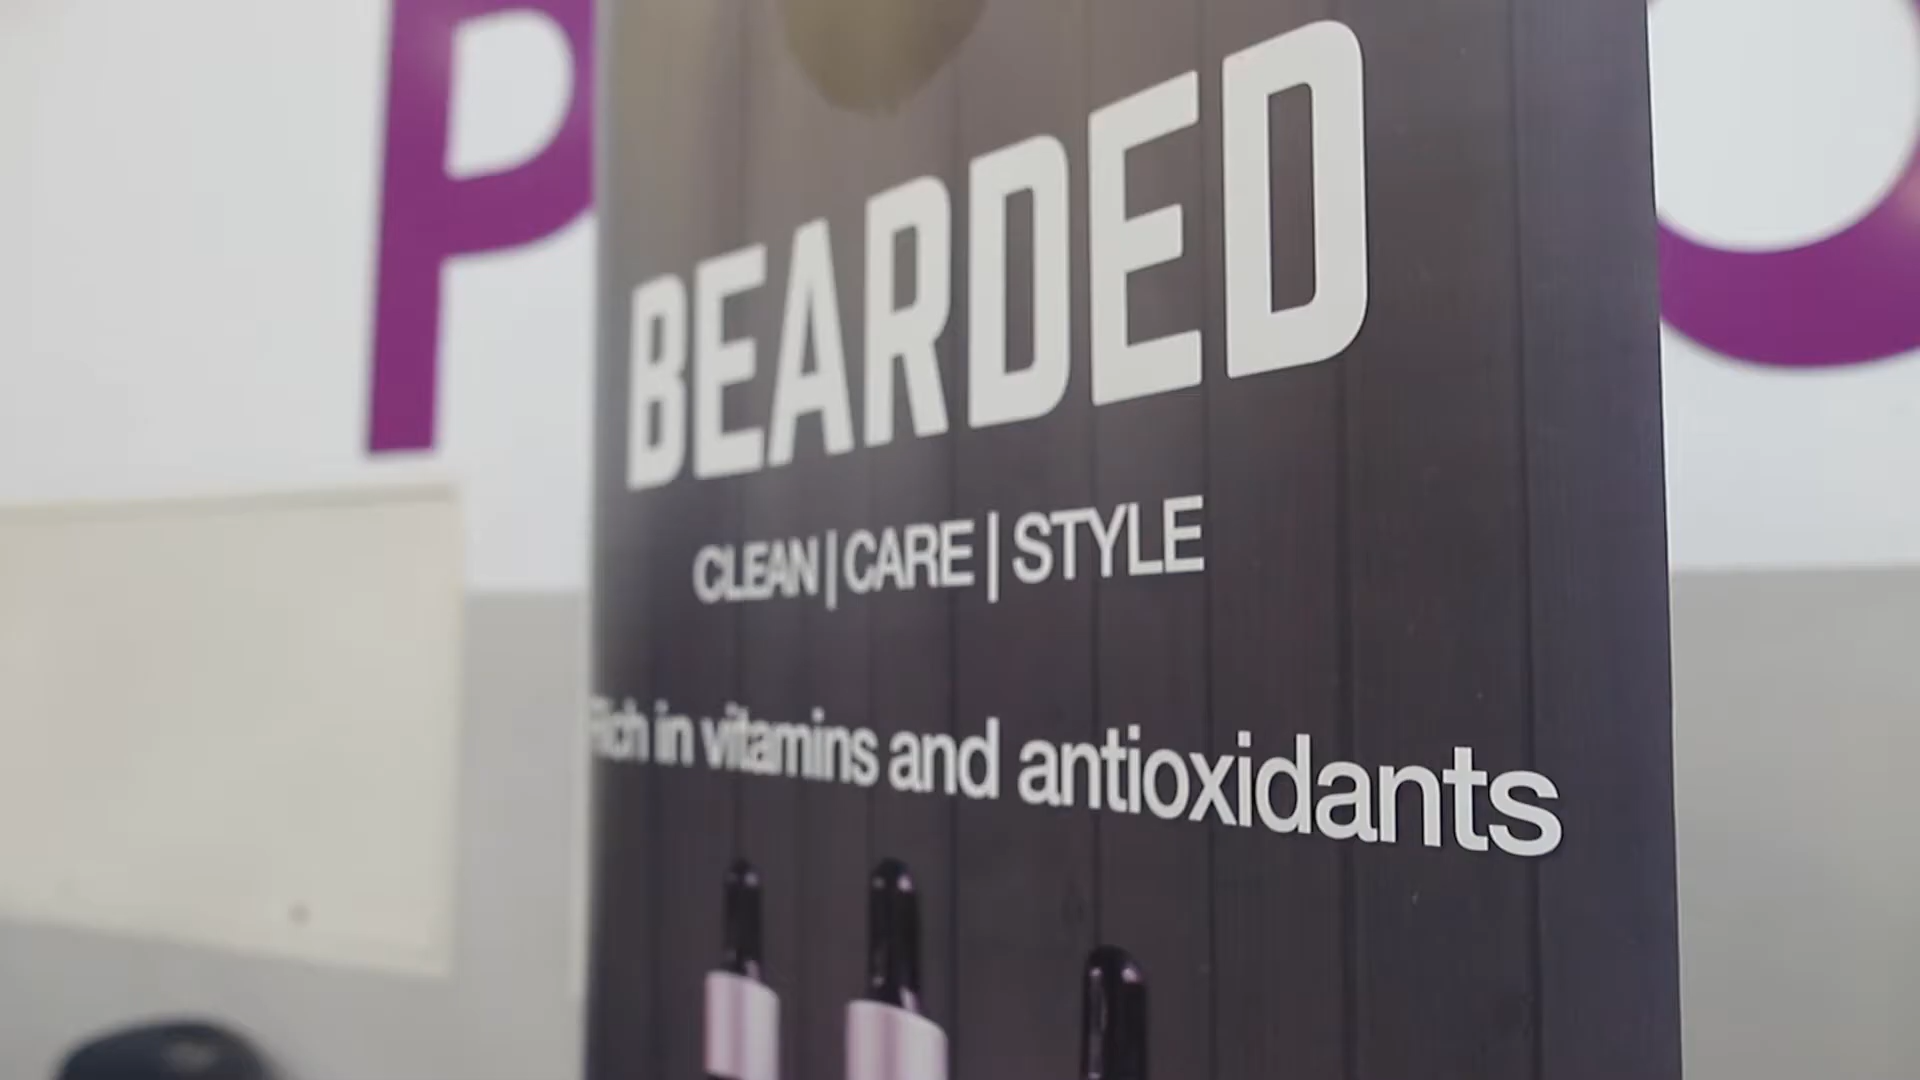 P
BEARDED
CLEAN | CARE | STYLE
Rich in vitamins and antioxidants